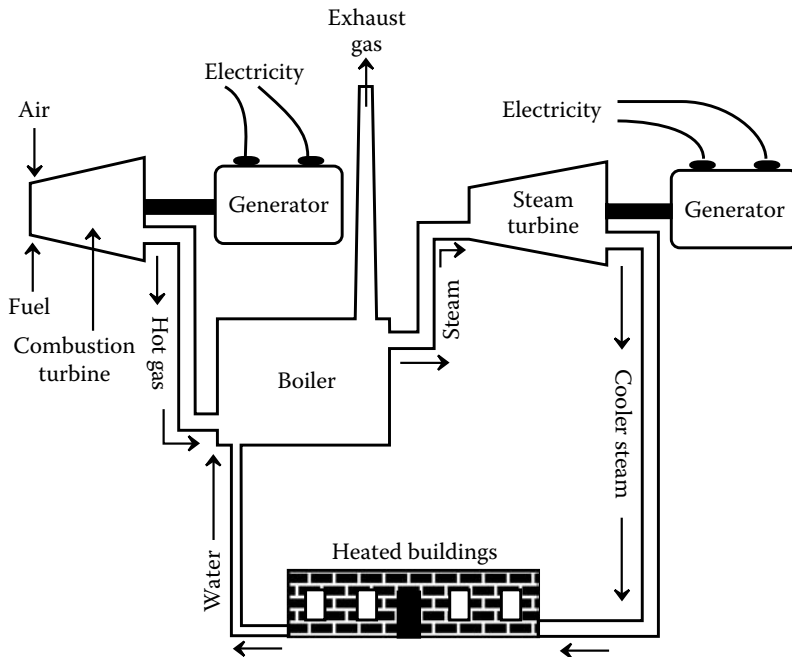 Exhaust
gas
Electricity
Air
Electricity
Generator
Steam
turbine
Generator
Fuel
Combustion
turbine
Hot gas
Steam
Boiler
Cooler steam
Water
Heated buildings